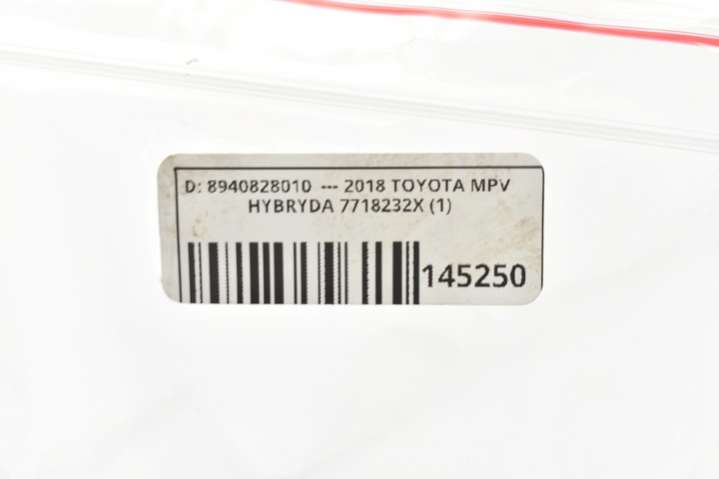 D: 8940828010 --- 2018 TOYOTA MPV
HYBRYDA 7718232X (1)
145250